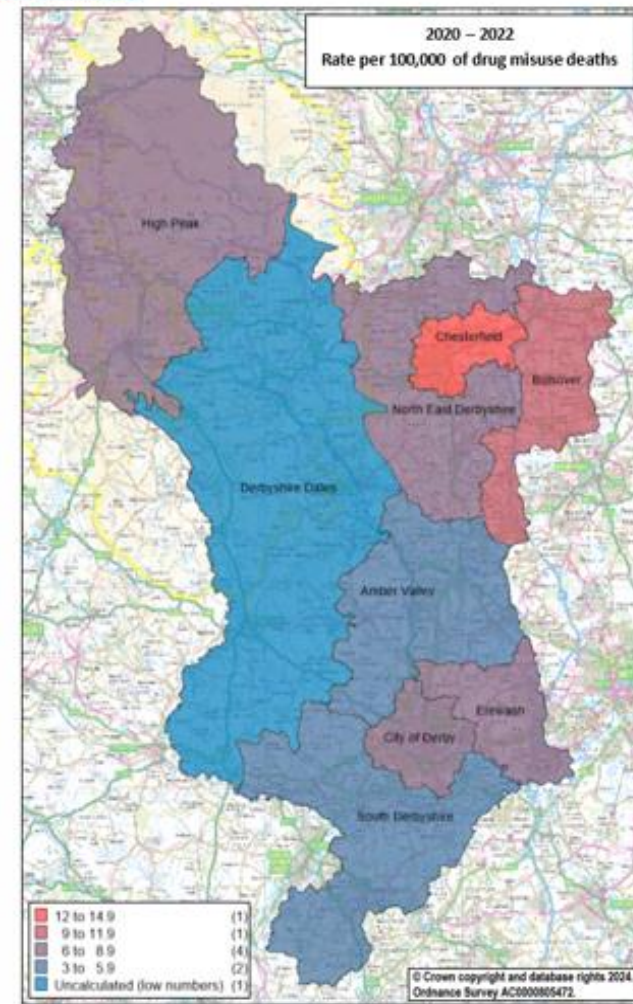 2020 – 2022
Rate per 100,000 of drug misuse deaths
High Peak
Chesterfield
Bolsover
North East Derbyshire
Derbyshire Dales
Amber Valley
Erewash
City of Derby
South Derbyshire
12 to 14.9 (1)
9 to 11.9 (1)
6 to 8.9 (4)
3 to 5.9 (2)
Uncalculated (low numbers) (1)
© Crown copyright and database rights 2024.
Ordnance Survey AC0000805472.